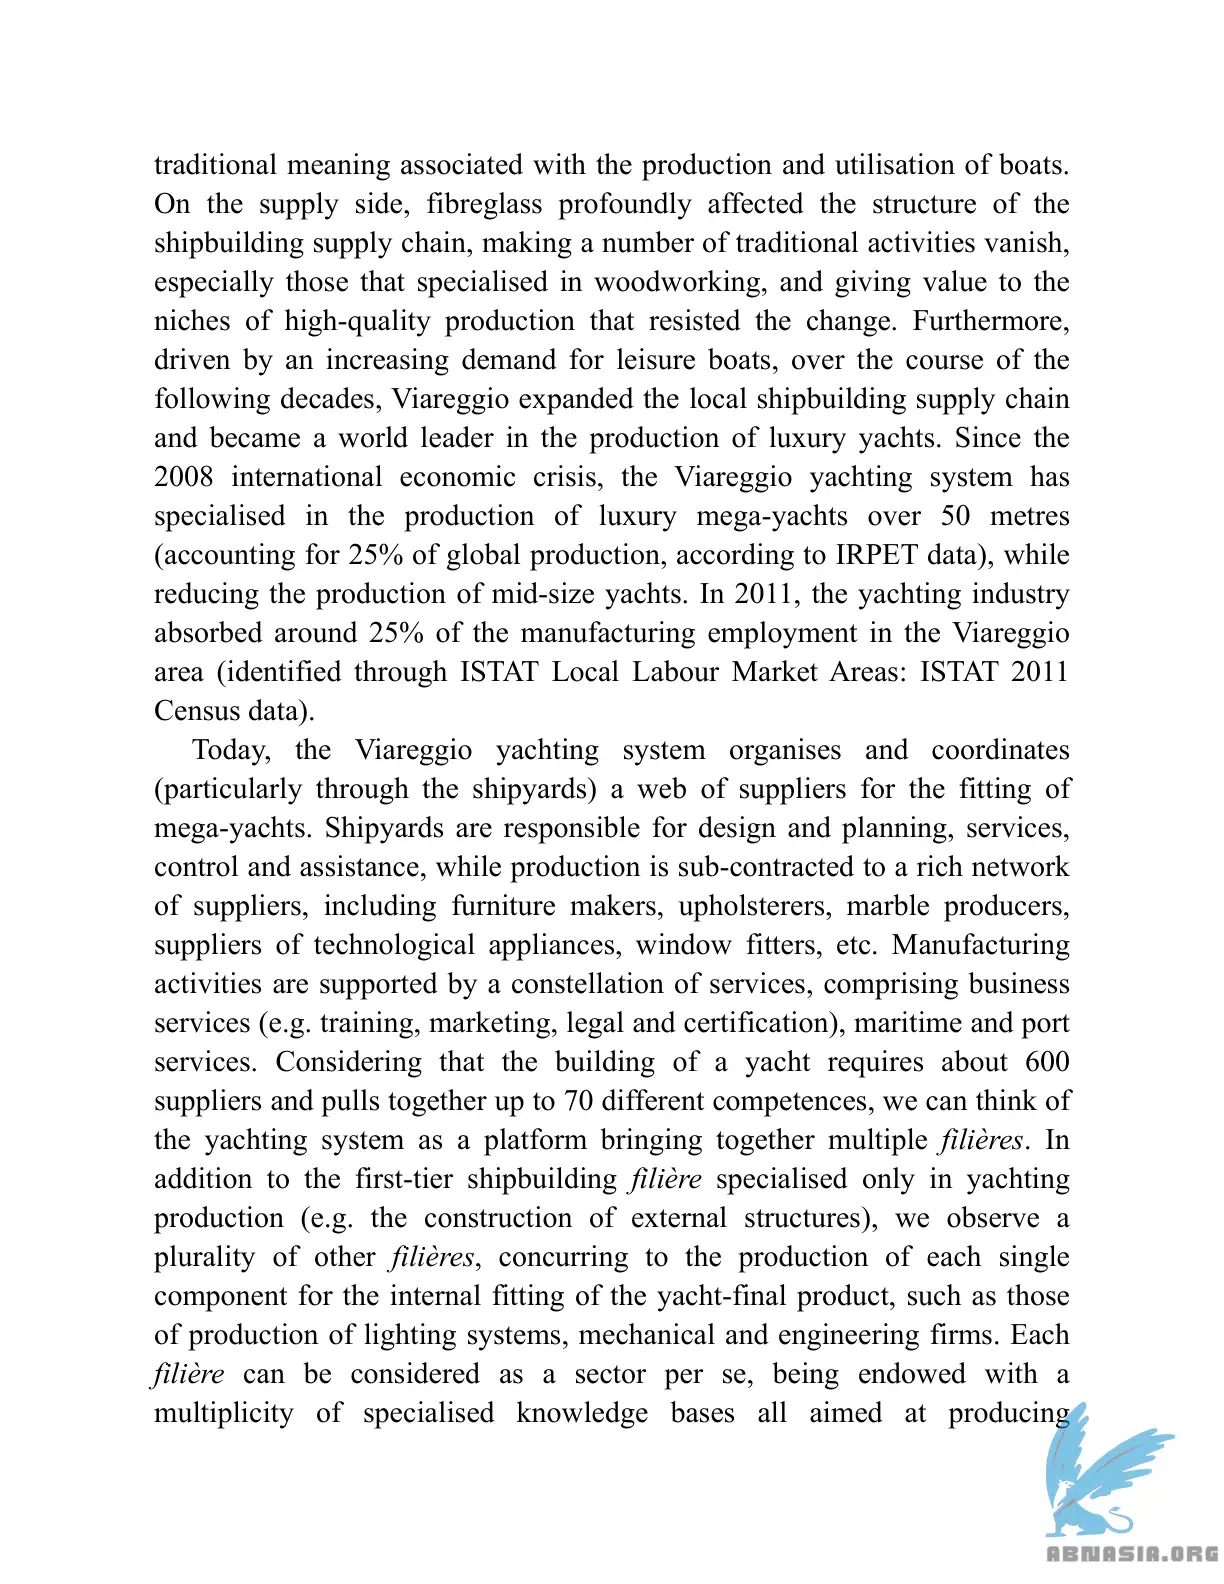 traditional meaning associated with the production and utilisation of boats.
On the supply side, fibreglass profoundly affected the structure of the
shipbuilding supply chain, making a number of traditional activities vanish,
especially those that specialised in woodworking, and giving value to the
niches of high-quality production that resisted the change. Furthermore,
driven by an increasing demand for leisure boats, over the course of the
following decades, Viareggio expanded the local shipbuilding supply chain
and became a world leader in the production of luxury yachts. Since the
2008 international economic crisis, the Viareggio yachting system has
specialised in the production of luxury mega-yachts over 50 metres
(accounting for 25% of global production, according to IRPET data), while
reducing the production of mid-size yachts. In 2011, the yachting industry
absorbed around 25% of the manufacturing employment in the Viareggio
area (identified through ISTAT Local Labour Market Areas: ISTAT 2011
Census data).
Today, the Viareggio yachting system organises and coordinates
(particularly through the shipyards) a web of suppliers for the fitting of
mega-yachts. Shipyards are responsible for design and planning, services,
control and assistance, while production is sub-contracted to a rich network
of suppliers, including furniture makers, upholsterers, marble producers,
suppliers of technological appliances, window fitters, etc. Manufacturing
activities are supported by a constellation of services, comprising business
services (e.g. training, marketing, legal and certification), maritime and port
services. Considering that the building of a yacht requires about 600
suppliers and pulls together up to 70 different competences, we can think of
the yachting system as a platform bringing together multiple filières. In
addition to the first-tier shipbuilding filière specialised only in yachting
production (e.g. the construction of external structures), we observe a
plurality of other filières, concurring to the production of each single
component for the internal fitting of the yacht-final product, such as those
of production of lighting systems, mechanical and engineering firms. Each
filière can be considered as a sector per se, being endowed with a
multiplicity of specialised knowledge bases all aimed at producing
ABNASIA.ORG